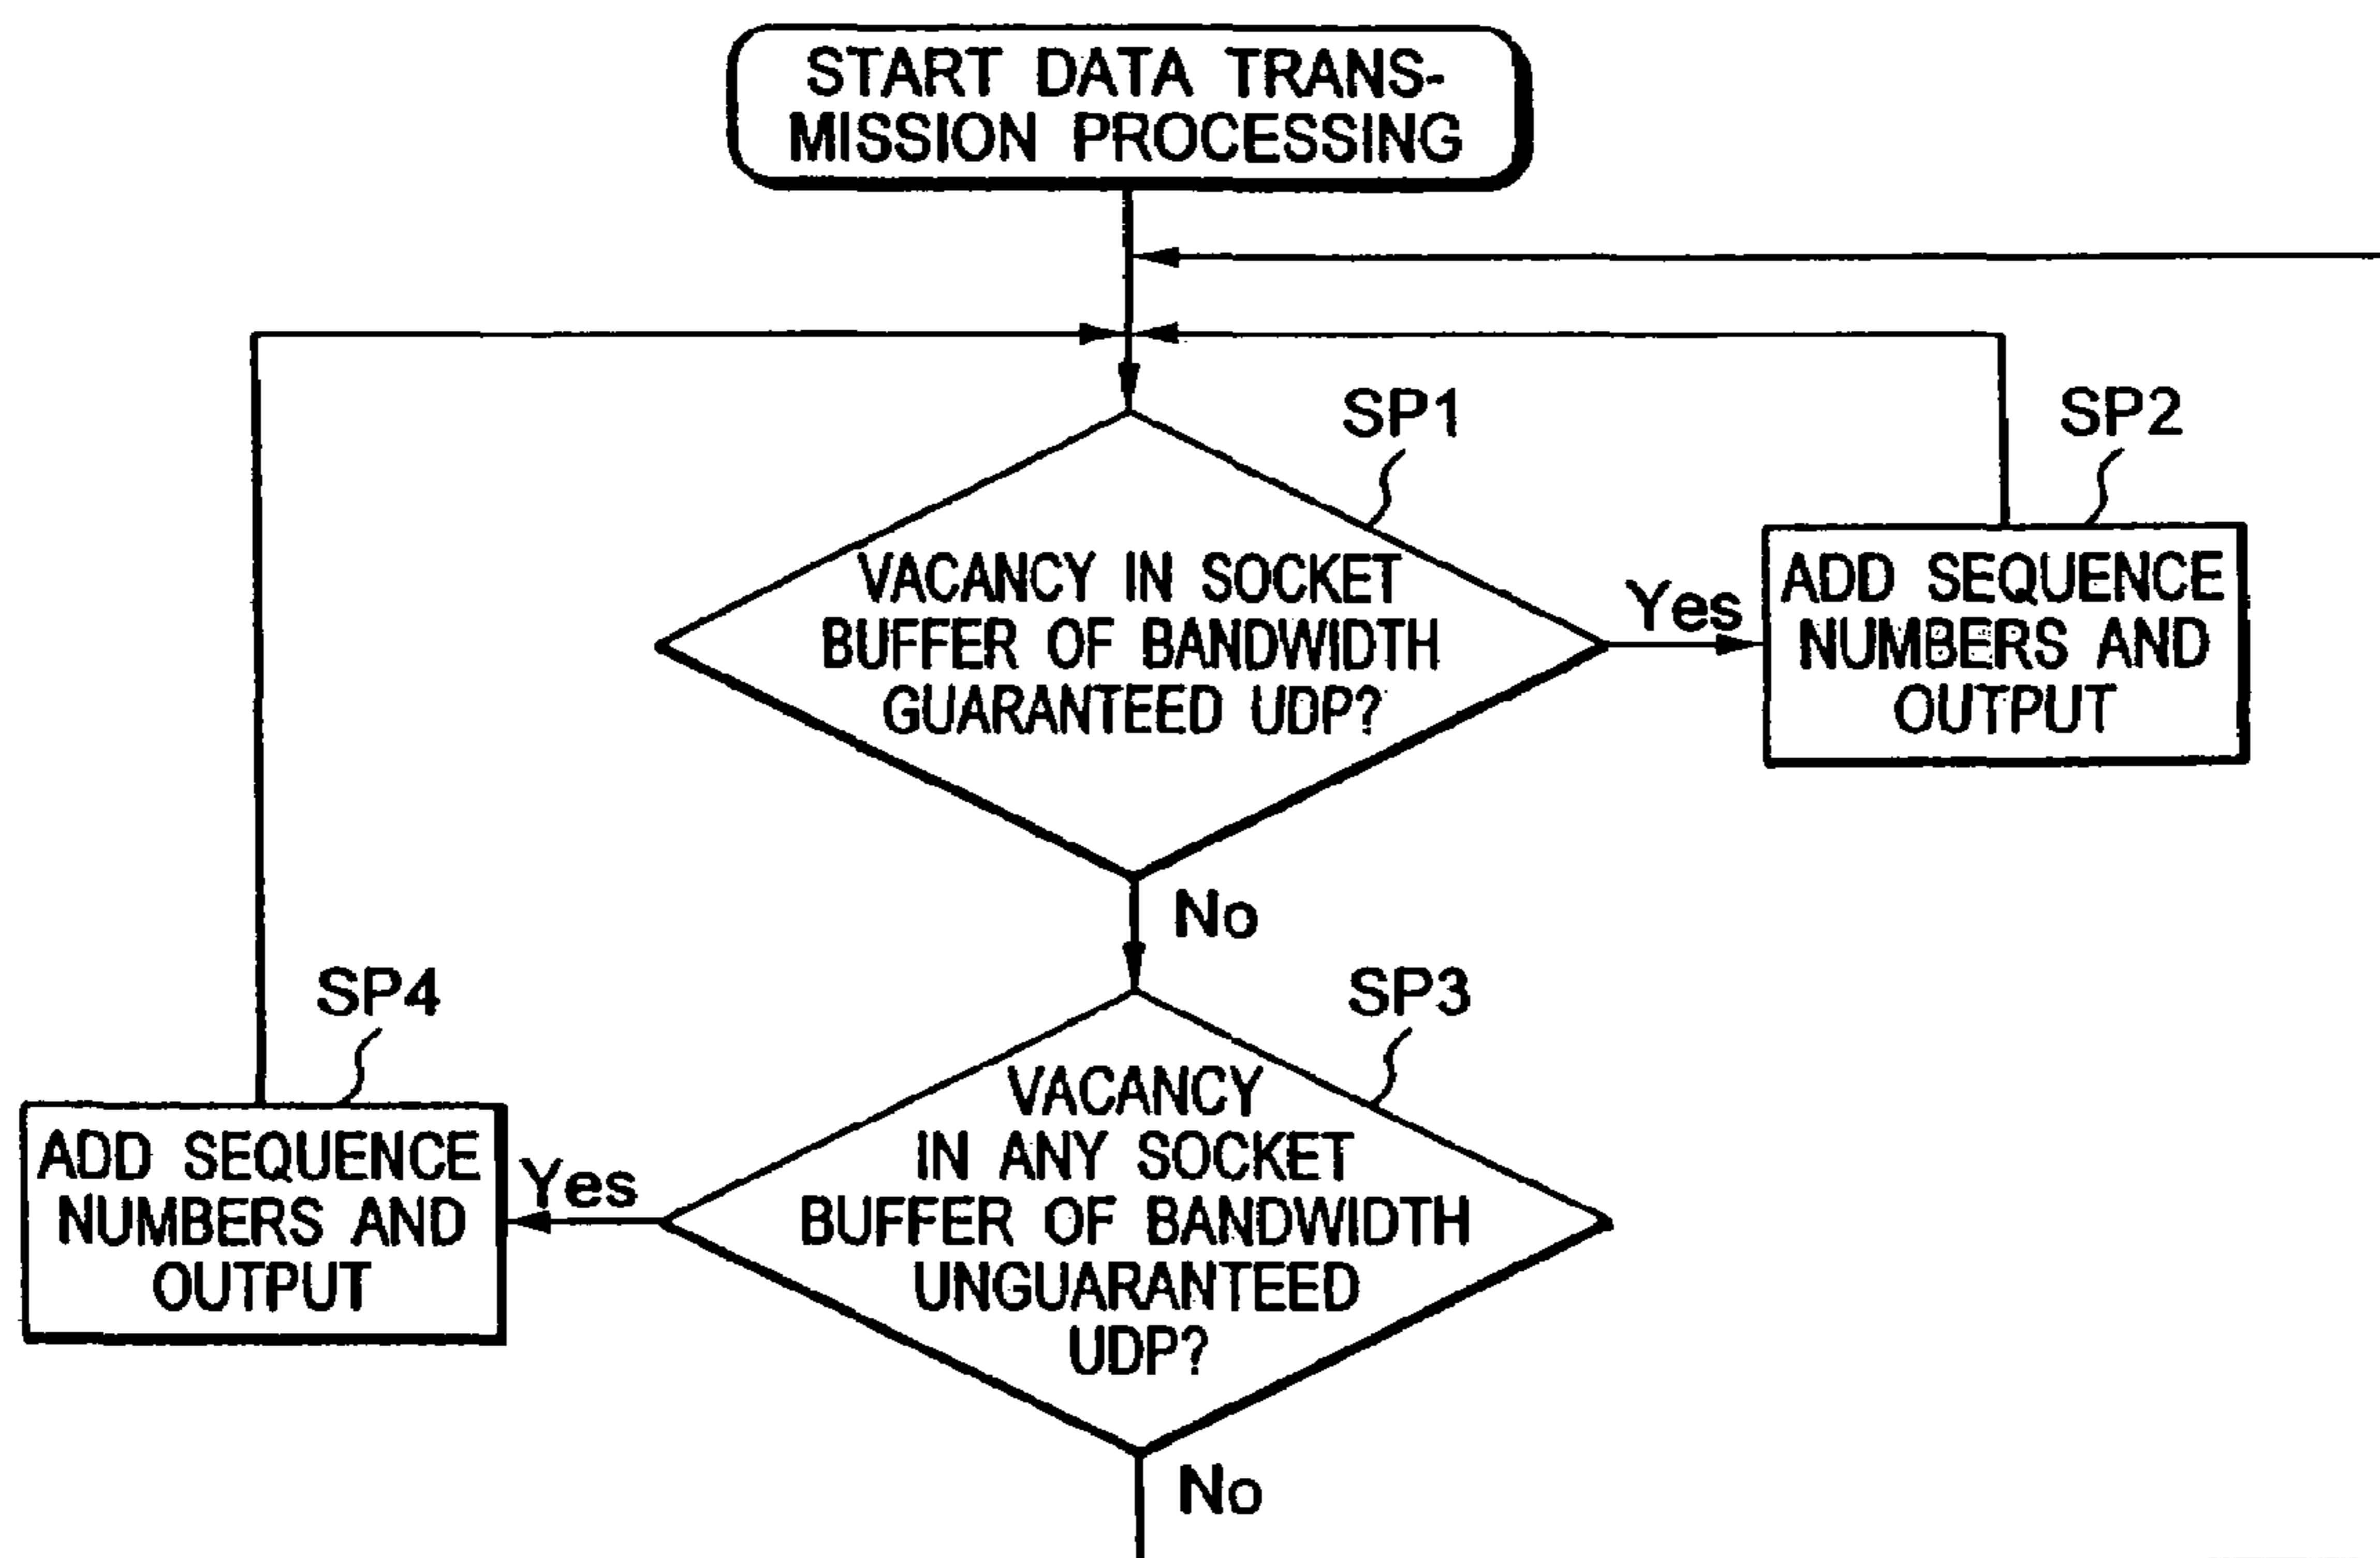 START DATA TRANS-
MISSION PROCESSING
SP1
VACANCY IN SOCKET
BUFFER OF BANDWIDTH
GUARANTEED UDP?
Yes
SP2
ADD SEQUENCE
NUMBERS AND
OUTPUT
No
SP3
VACANCY
IN ANY SOCKET
BUFFER OF BANDWIDTH
UNGUARANTEED
UDP?
Yes
SP4
ADD SEQUENCE
NUMBERS AND
OUTPUT
No